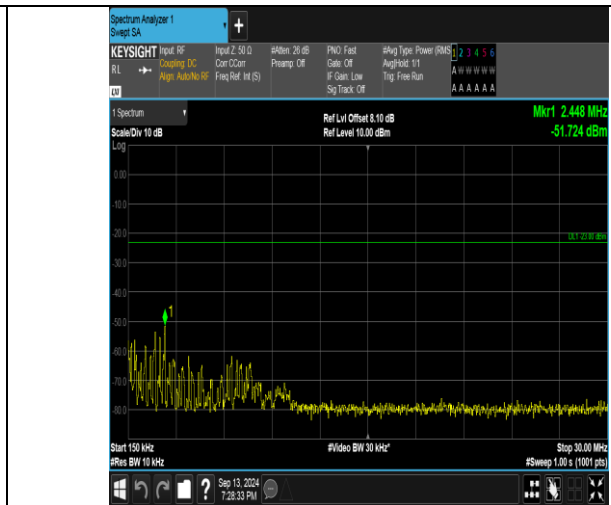 Spectrum Analyzer 1
Swept SA
+
KEYSIGHT Input: RF Input Z: 50 Ω #Atten: 26 dB PNO: Fast #Avg Type: Power (RMS 1 2 3 4 5 6
RL Coupling: DC Corr CCorr Preamp: Off Gate: Off Avg|Hold: 1/1 A W W W W W
Align: Auto/No RF Freq Ref: Int (S) IF Gain: Low Trig: Free Run
LXI Sig Track: Off A A A A A A
1 Spectrum Ref Lvl Offset 8.10 dB Mkr1 2.448 MHz
Scale/Div 10 dB Ref Level 10.00 dBm -51.724 dBm
Log
0.00
-10.0
-20.0
DL1 -23.00 dBm
-30.0
-40.0
-50.0
1
-60.0
-70.0
-80.0
Start 150 kHz #Video BW 30 kHz* Stop 30.00 MHz
#Res BW 10 kHz #Sweep 1.00 s (1001 pts)
? Sep 13, 2024
7:28:33 PM